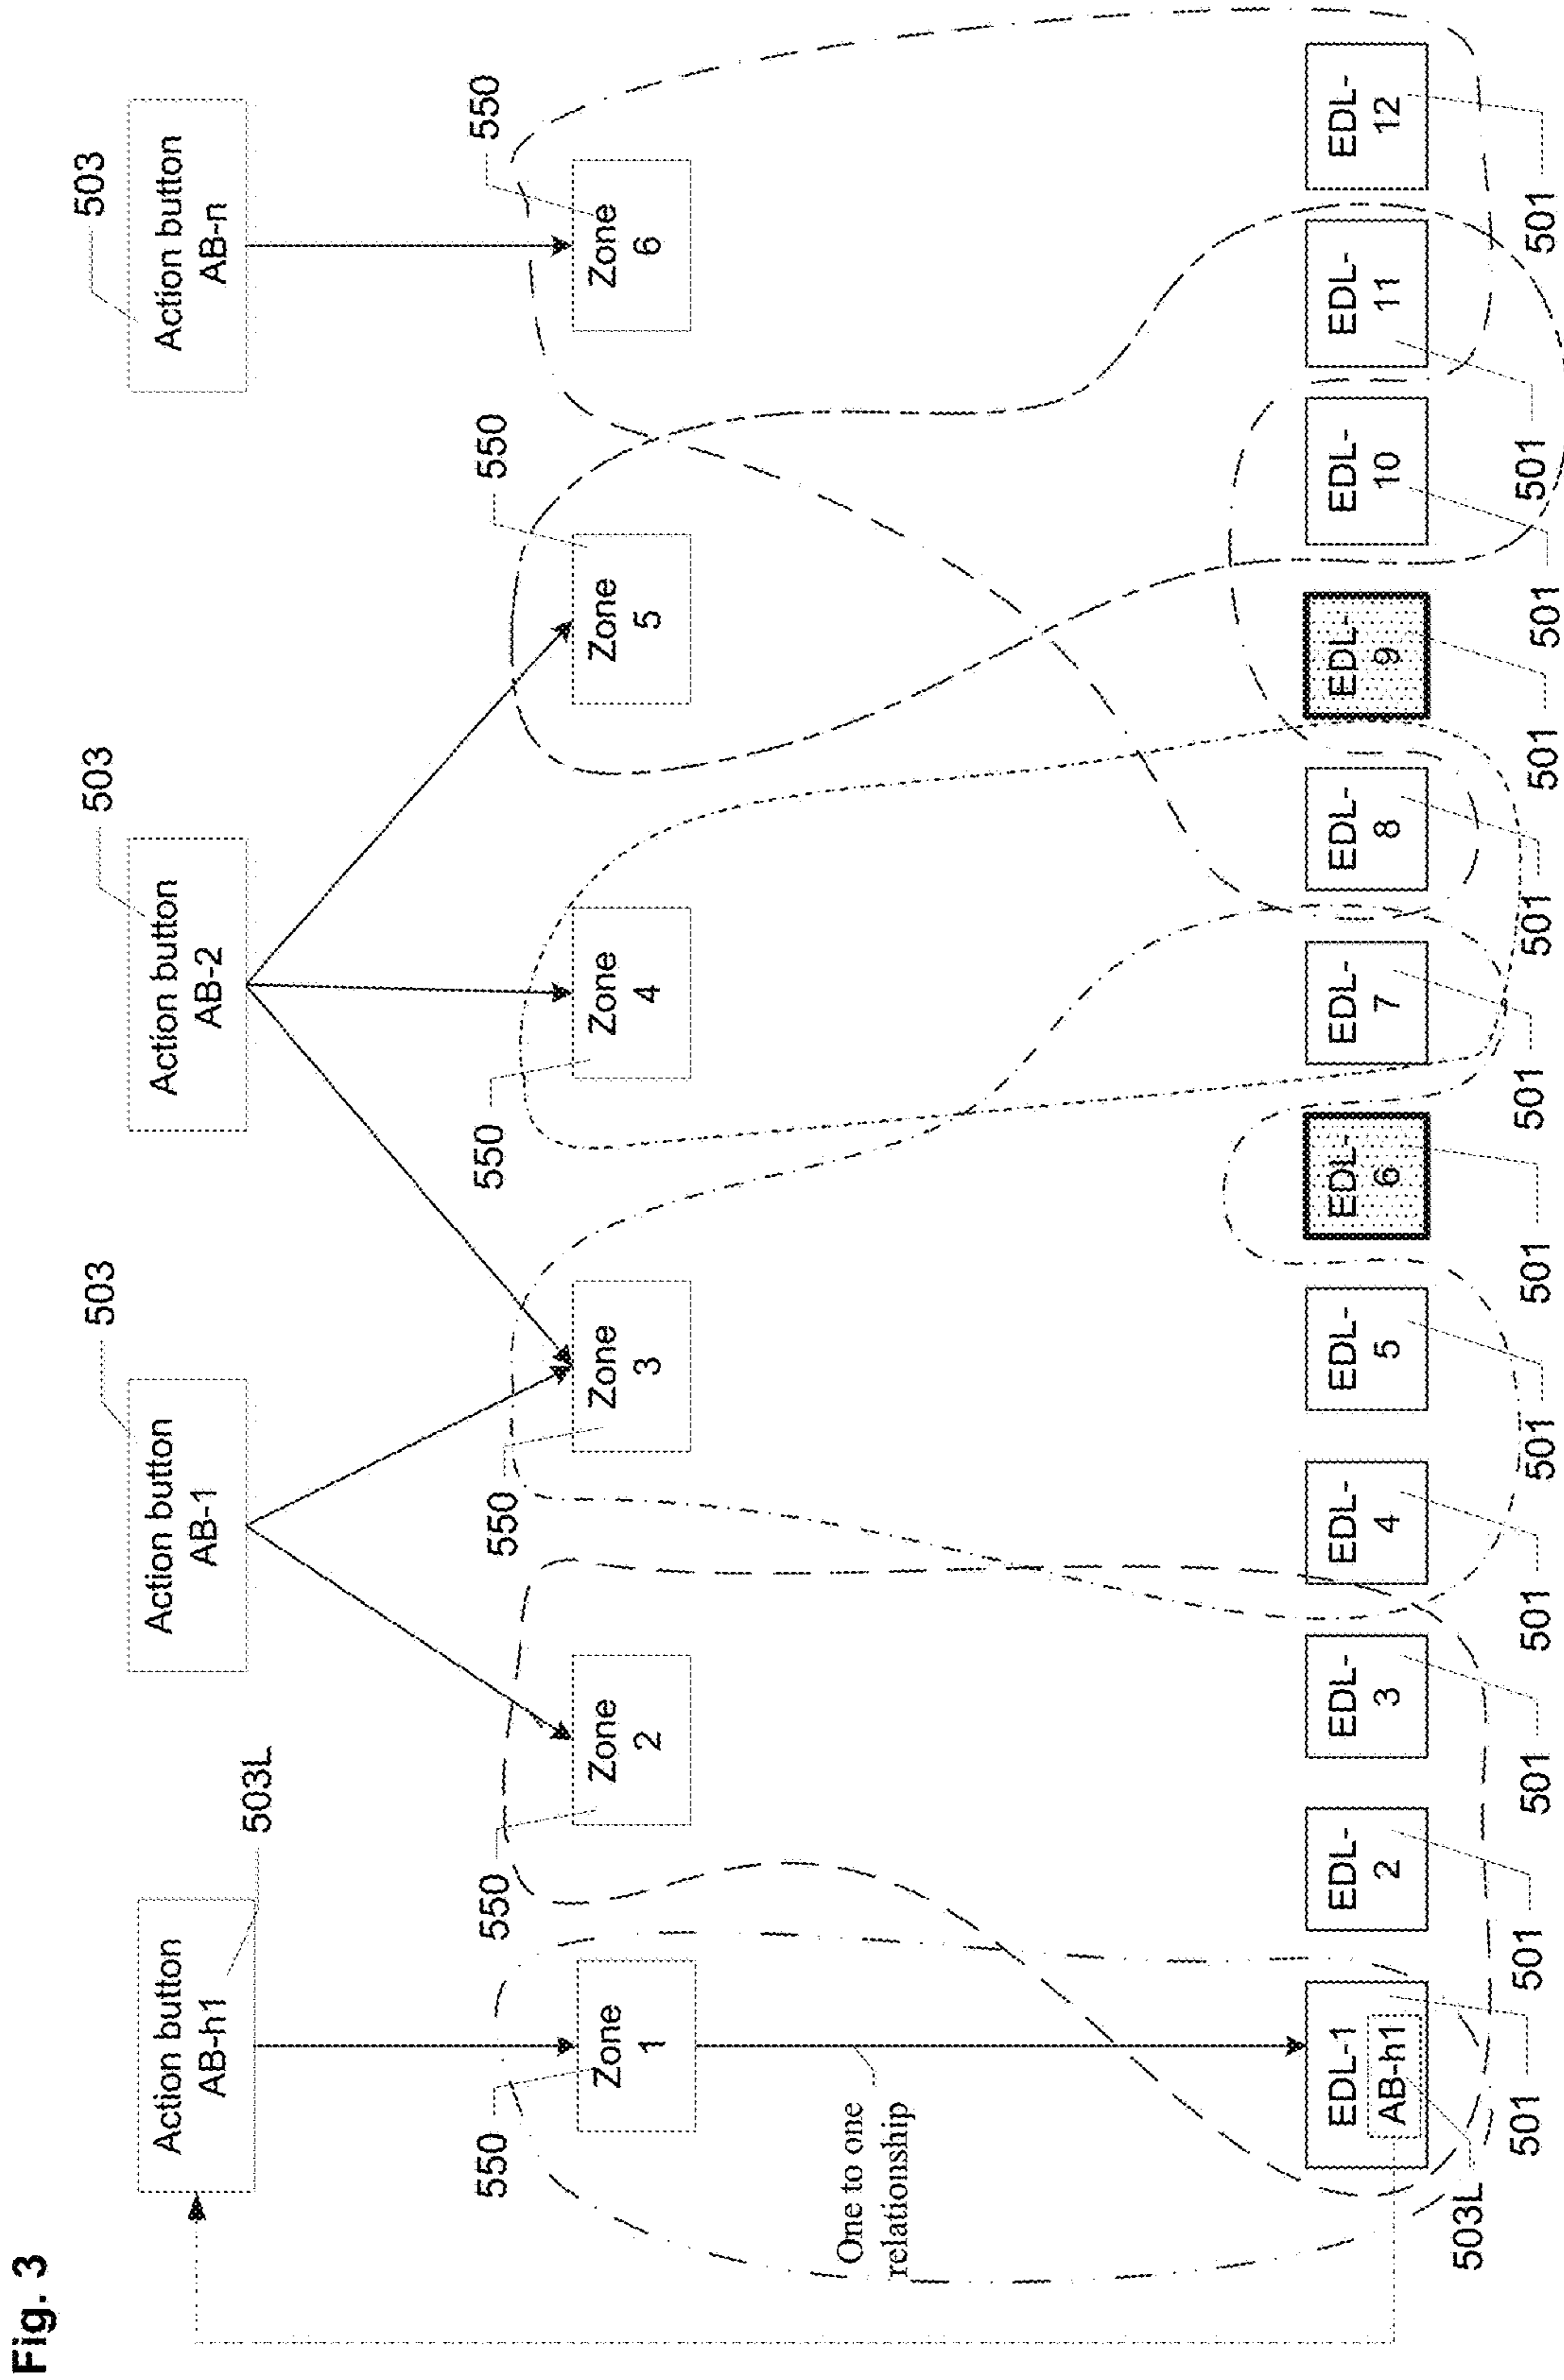 Fig. 3
503L
503
503
503
Action button
AB-h1
Action button
AB-1
Action button
AB-2
Action button
AB-n
550
550
550
550
550
550
Zone
1
Zone
2
Zone
3
Zone
4
Zone
5
Zone
6
One to one
relationship
EDL-1
AB-h1
EDL-
2
EDL-
3
EDL-
4
EDL-
5
EDL-
6
EDL-
7
EDL-
8
EDL-
9
EDL-
10
EDL-
11
EDL-
12
503L
501
501
501
501
501
501
501
501
501
501
501
501